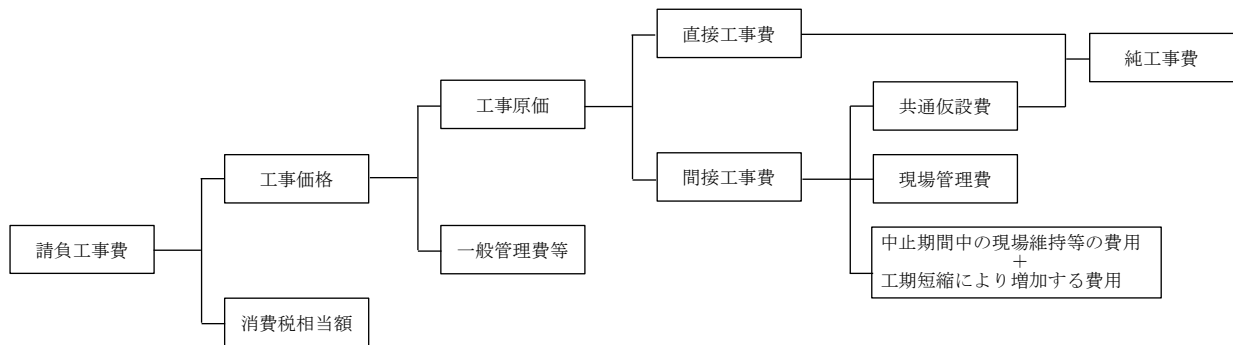 直接工事費
純工事費
工事原価
共通仮設費
工事価格
間接工事費
現場管理費
請負工事費
一般管理費等
中止期間中の現場維持等の費用
+
工期短縮により増加する費用
消費税相当額